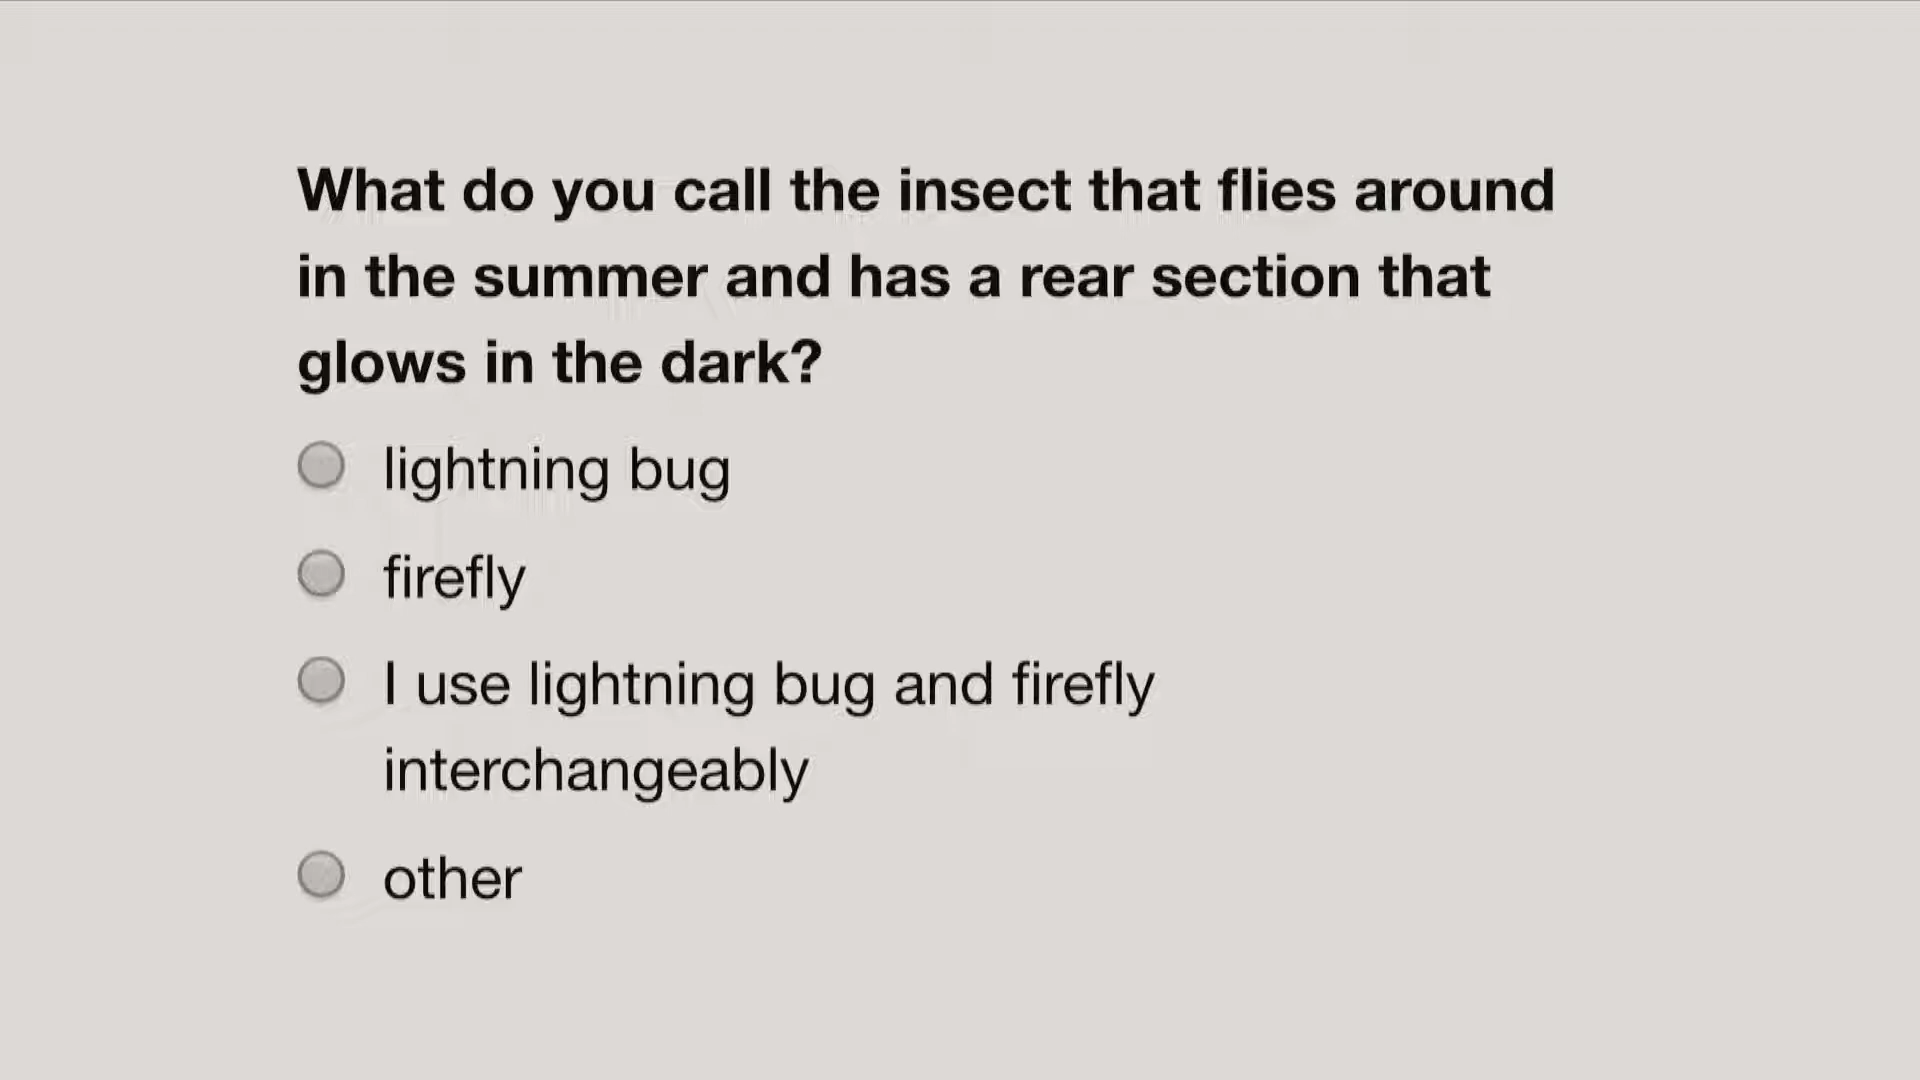 What do you call the insect that flies around
in the summer and has a rear section that
glows in the dark?
lightning bug
firefly
I use lightning bug and firefly
interchangeably
other